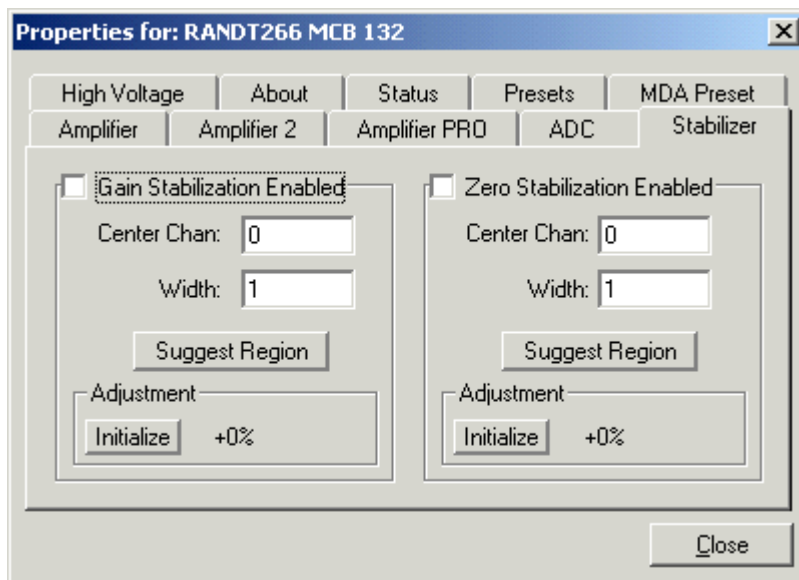 Properties for: RANDT266 MCB 132
High Voltage About Status Presets MDA Preset
Amplifier Amplifier 2 Amplifier PRO ADC Stabilizer
Gain Stabilization Enabled Zero Stabilization Enabled
Center Chan: 0 Center Chan: 0
Width: 1 Width: 1
Suggest Region Suggest Region
Adjustment Adjustment
Initialize +0% Initialize +0%
Close